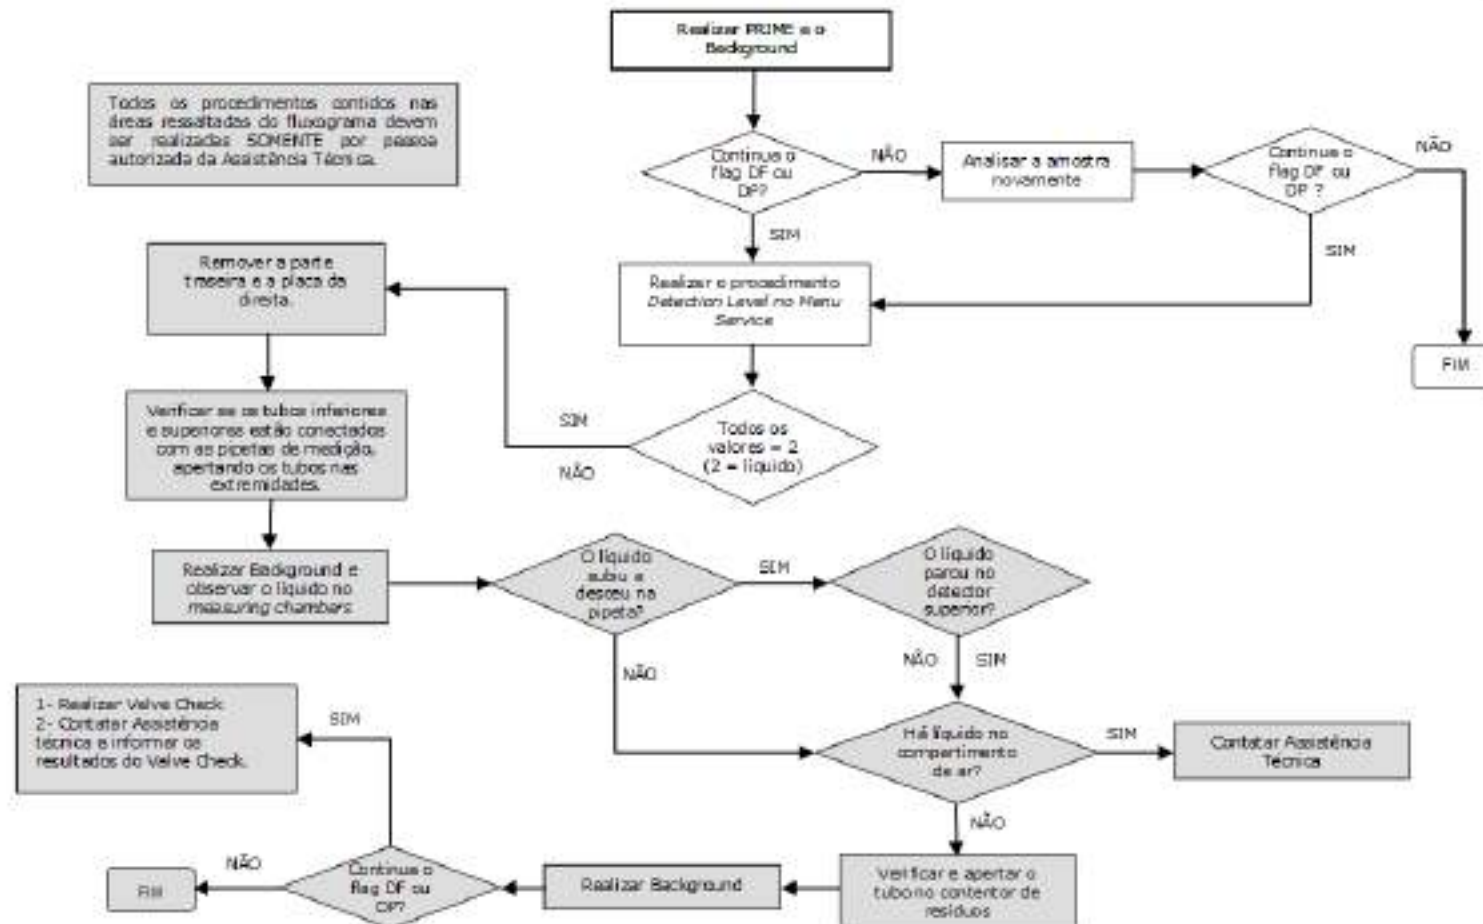 Realizar PRIME e o
Background
Todos os procedimentos contidos nas
áreas ressaltadas do fluxograma devem
ser realizadas SOMENTE por pessoa
autorizada da Assistência Técnica.
Continua o
flag DF ou
DP?
NÃO
Analisar a amostra
novamente
Continua o
flag DF ou
DP ?
NÃO
SIM
SIM
FIM
Remover a parte
traseira e a placa da
direita.
Realizar o procedimento
Detection Level no Menu
Service
Verificar se os tubos inferiores
e superiores estão conectados
com as pipetas de medição,
apertando os tubos nas
extremidades.
SIM
NÃO
Todos os
valores = 2
(2 = líquido)
Realizar Background e
observar o líquido no
measuring chambers
O líquido
subiu e
desceu na
pipeta?
SIM
O líquido
parou no
detector
superior?
NÃO
NÃO
SIM
1- Realizar Valve Check
2- Contatar Assistência
técnica e informar os
resultados do Valve Check.
SIM
Há líquido no
compartimento
de ar?
SIM
Contatar Assistência
Técnica
NÃO
FIM
NÃO
Continua o
flag DF ou
DP?
Realizar Background
Verificar e apertar o
tubo no contentor de
resíduos